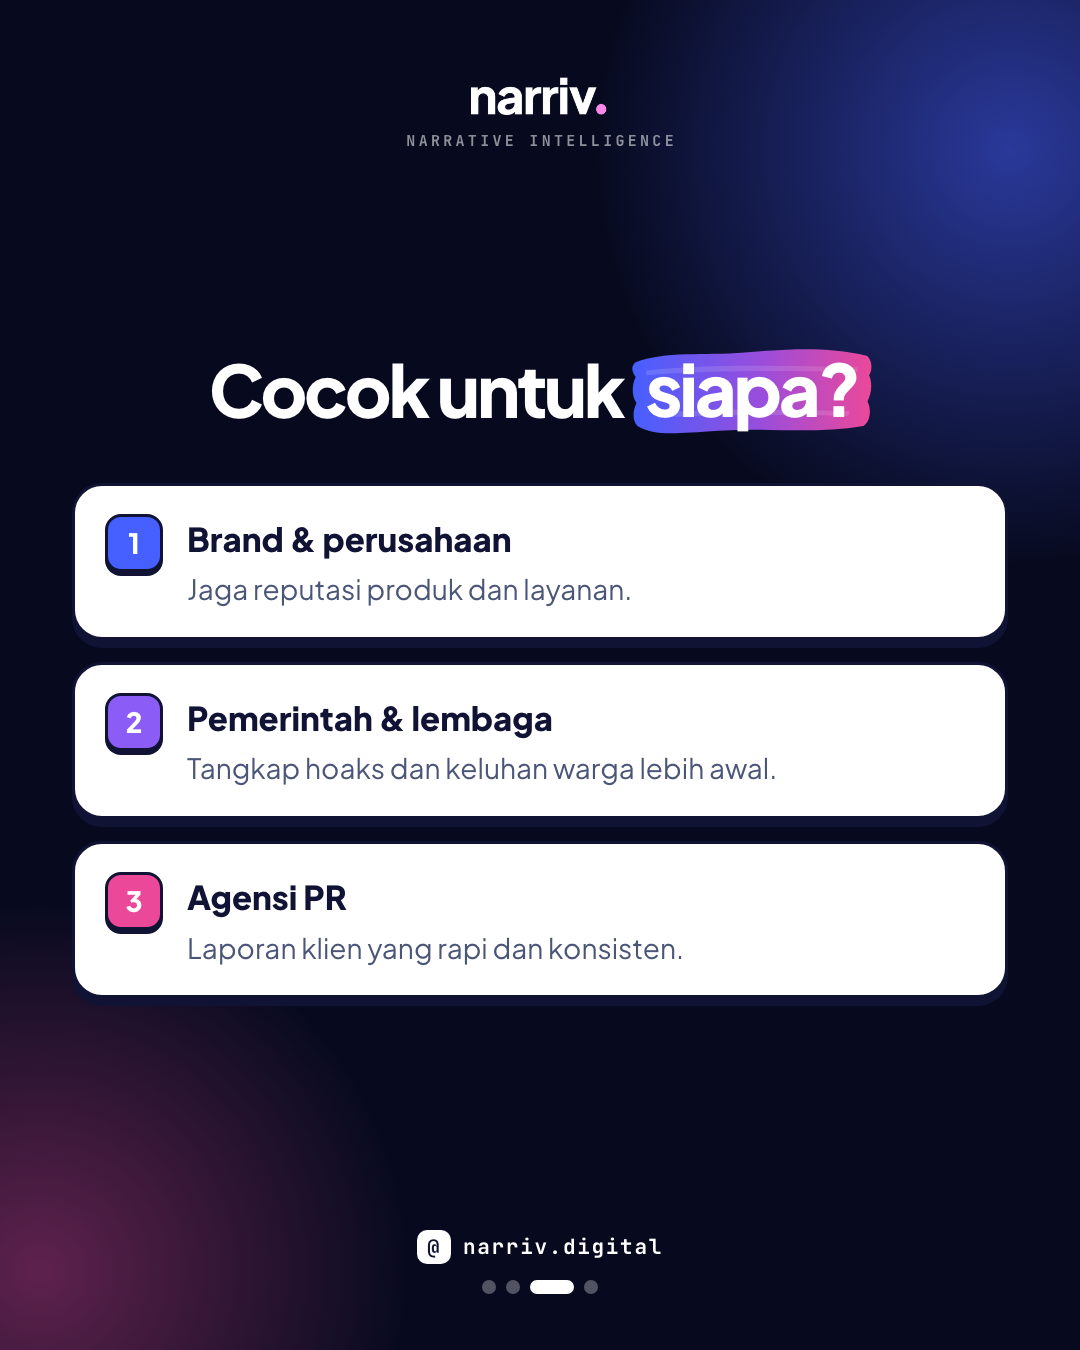 narriv.
NARRATIVE INTELLIGENCE
Cocok untuk siapa?
1
Brand & perusahaan
Jaga reputasi produk dan layanan.
2
Pemerintah & lembaga
Tangkap hoaks dan keluhan warga lebih awal.
3
Agensi PR
Laporan klien yang rapi dan konsisten.
@ narriv.digital